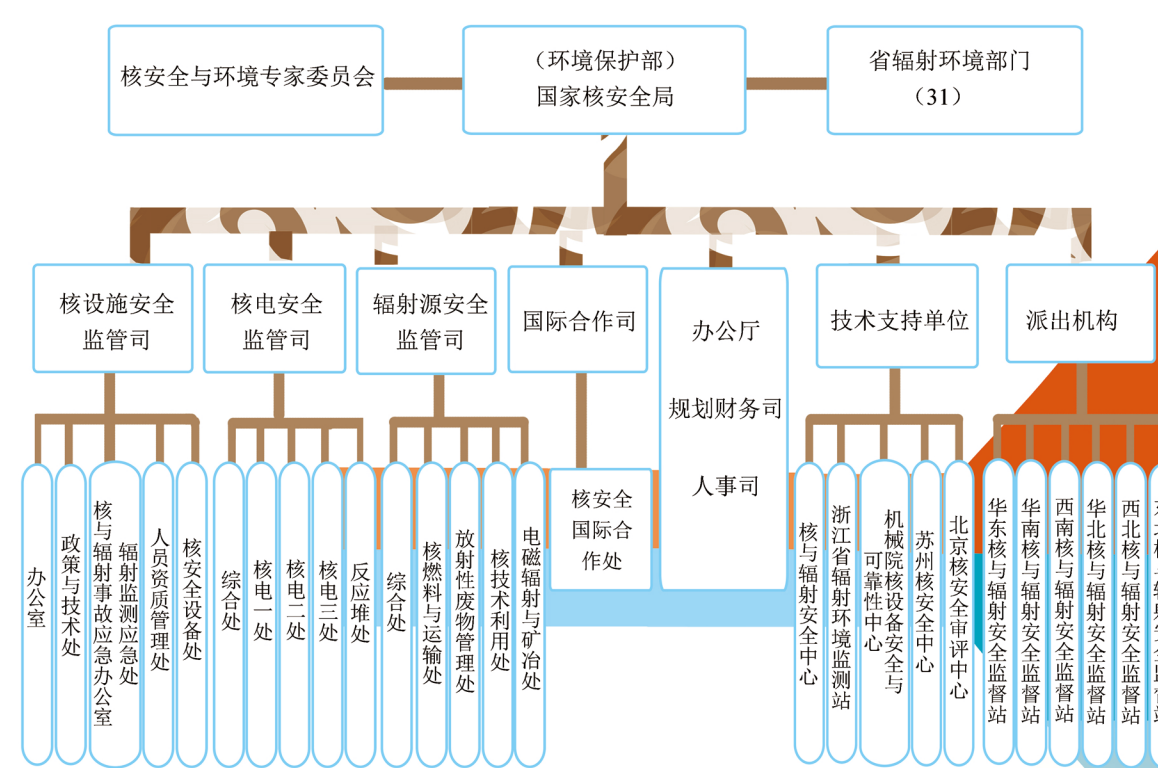 核安全与环境专家委员会
（环境保护部）
国家核安全局
省辐射环境部门
（31）
核设施安全
监管司
核电安全
监管司
辐射源安全
监管司
国际合作司
办公厅
规划财务司
人事司
技术支持单位
派出机构
办公室
政策与技术处
辐射监测应急处
核与辐射事故应急办公室
人员资质管理处
核安全设备处
综合处
核电一处
核电二处
核电三处
反应堆处
综合处
核燃料与运输处
放射性废物管理处
核技术利用处
电磁辐射与矿冶处
核安全
国际合
作处
核与辐射安全中心
浙江省辐射环境监测站
机械院核设备安全与
可靠性中心
苏州核安全中心
北京核安全审评中心
华东核与辐射安全监督站
华南核与辐射安全监督站
西南核与辐射安全监督站
华北核与辐射安全监督站
西北核与辐射安全监督站